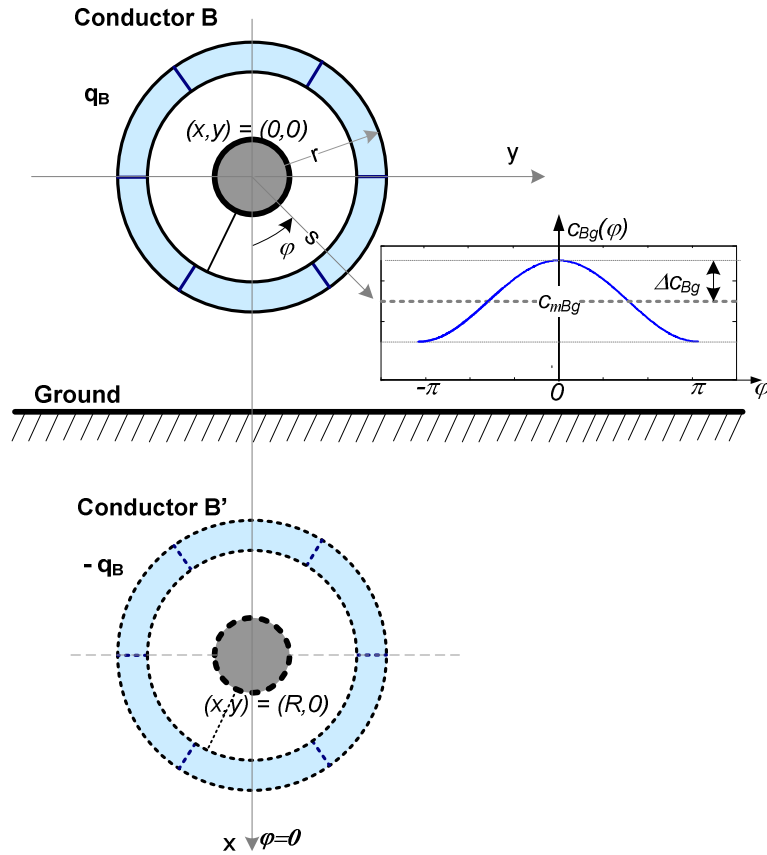 Conductor B
qB
(x,y) = (0,0)
r
y
s
φ
cBg(φ)
ΔcBg
cmBg
-π
0
π
φ
Ground
Conductor B’
- qB
(x,y) = (R,0)
x
φ=0